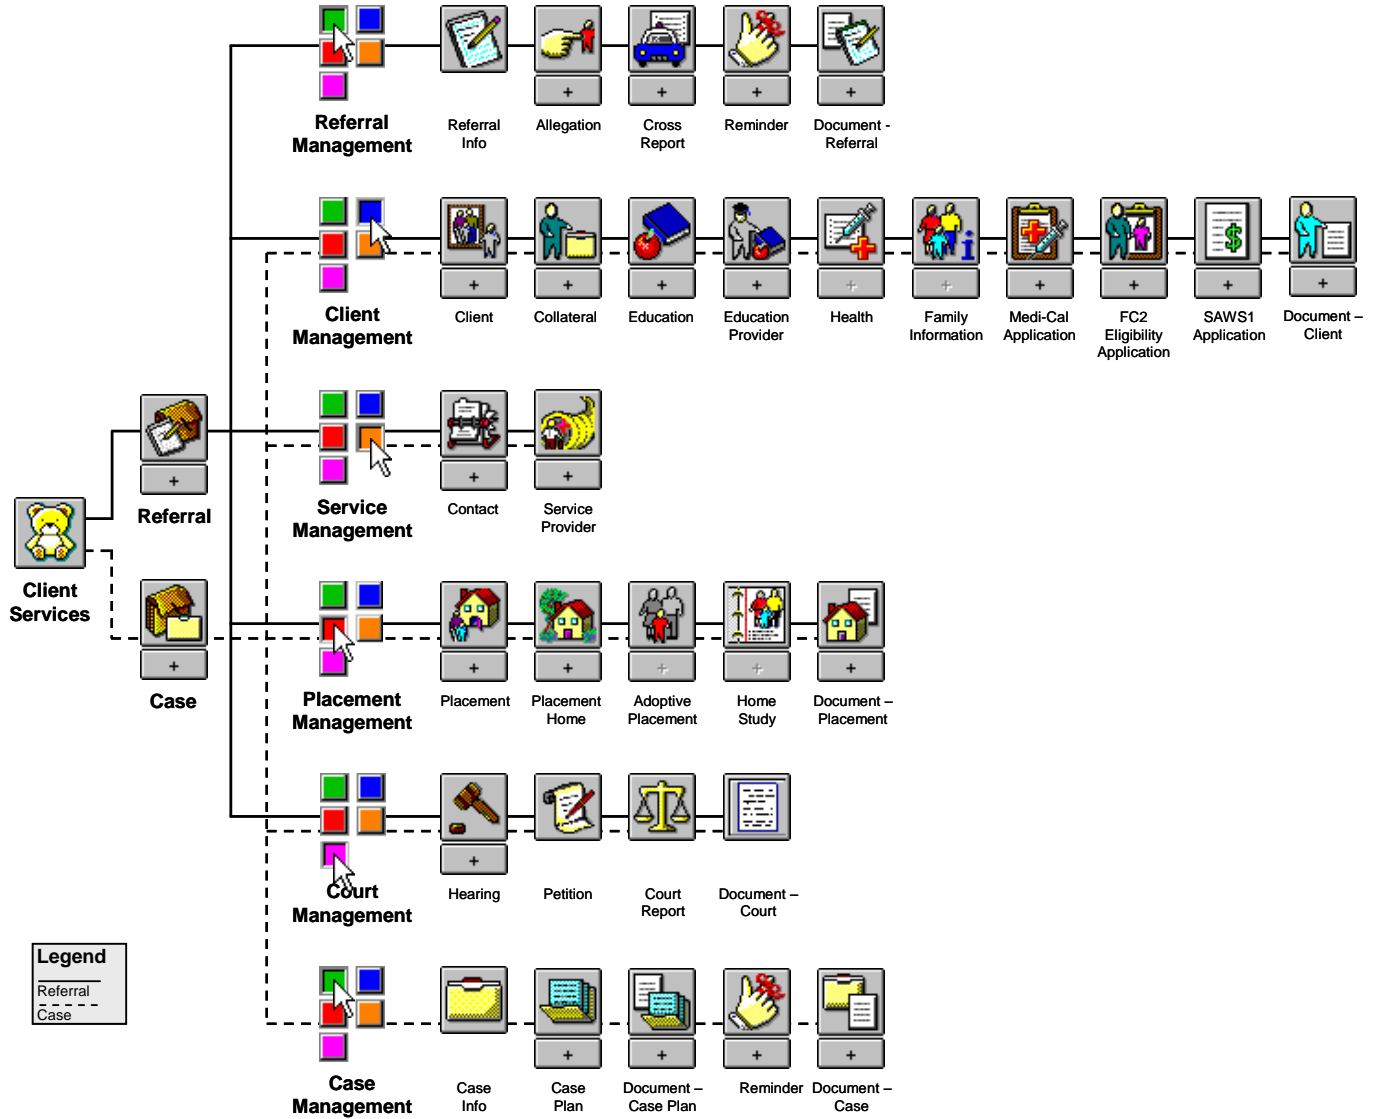 Referral
Management
Referral
Info
+
Allegation
+
Cross
Report
+
Reminder
+
Document -
Referral
Client
Management
+
Client
+
Collateral
+
Education
+
Education
Provider
+
Health
+
Family
Information
+
Medi-Cal
Application
+
FC2
Eligibility
Application
+
SAWS1
Application
+
Document –
Client
+
Referral
Service
Management
+
Contact
+
Service
Provider
Client
Services
+
Case
Placement
Management
+
Placement
+
Placement
Home
+
Adoptive
Placement
+
Home
Study
+
Document –
Placement
Court
Management
+
Hearing
Petition
Court
Report
Document –
Court
Legend
Referral
Case
Case
Management
Case
Info
+
Case
Plan
+
Document –
Case Plan
+
Reminder
+
Document –
Case